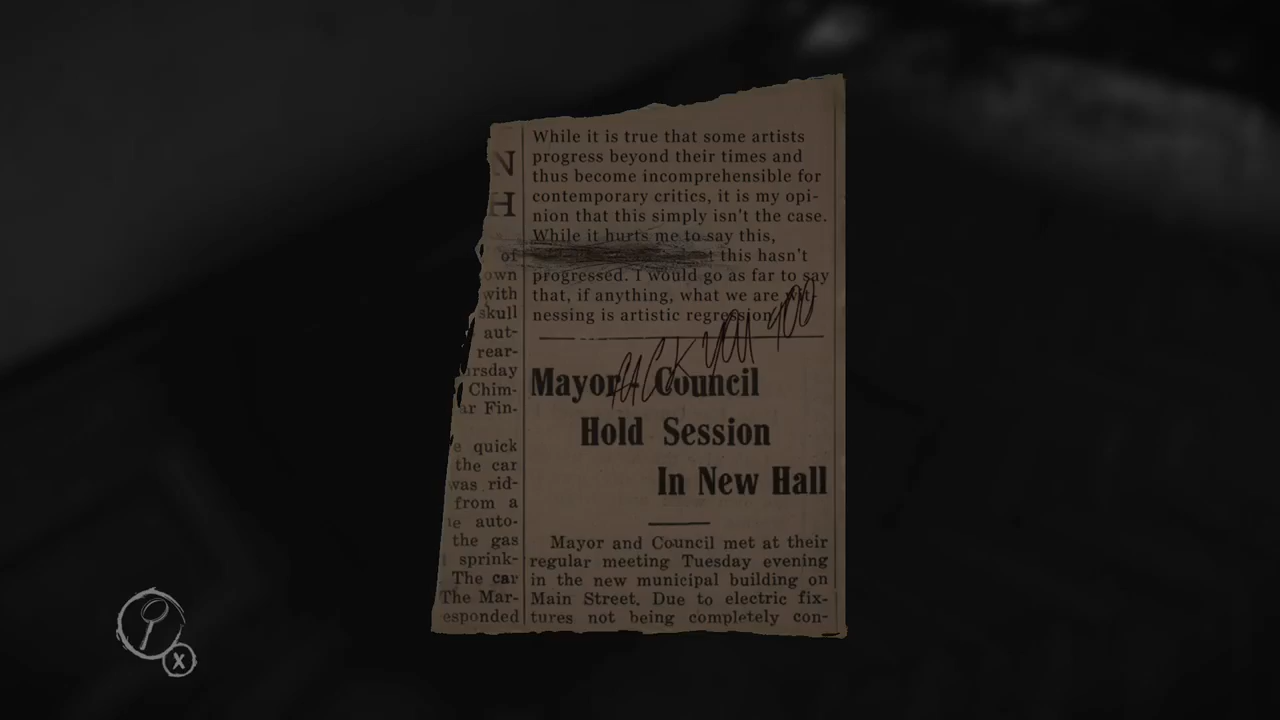 N
H
of
own
with
skull
aut-
rear-
ursday
Chim-
ar Fin-
e quick
the car
was rid-
from a
e auto-
the gas
sprink-
The car
The Mar-
esponded
While it is true that some artists
progress beyond their times and
thus become incomprehensible for
contemporary critics, it is my opi-
nion that this simply isn't the case.
While it hurts me to say this,
this hasn't
progressed. I would go as far to say
that, if anything, what we are wit-
nessing is artistic regression
FUCK YOU TOO
Mayor - Council
Hold Session
In New Hall
Mayor and Council met at their
regular meeting Tuesday evening
in the new municipal building on
Main Street. Due to electric fix-
tures not being completely con-
X